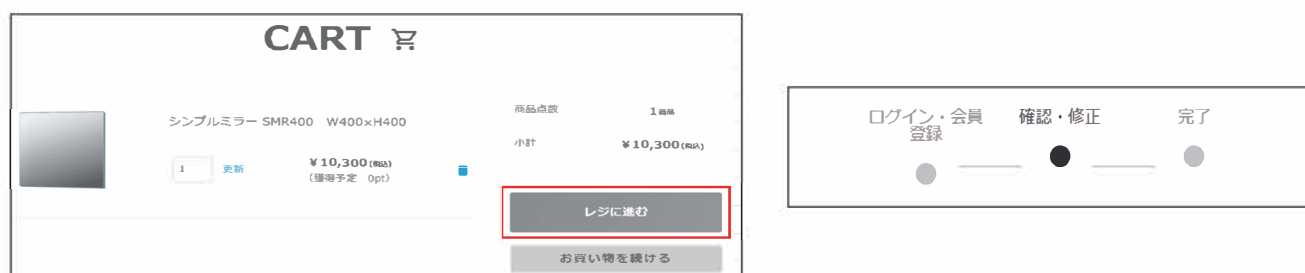 CART
シンプルミラー SMR400 W400×H400
1 更新 ¥10,300(税込)
(獲得予定 0pt)
商品点数 1商品
小計 ¥10,300(税込)
レジに進む
お買い物を続ける
ログイン・会員
登録
確認・修正
完了